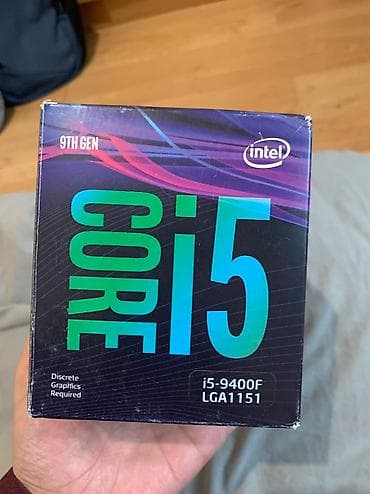 9TH GEN
intel
CORE i5
Discrete
Graphics
Required
i5-9400F
LGA1151